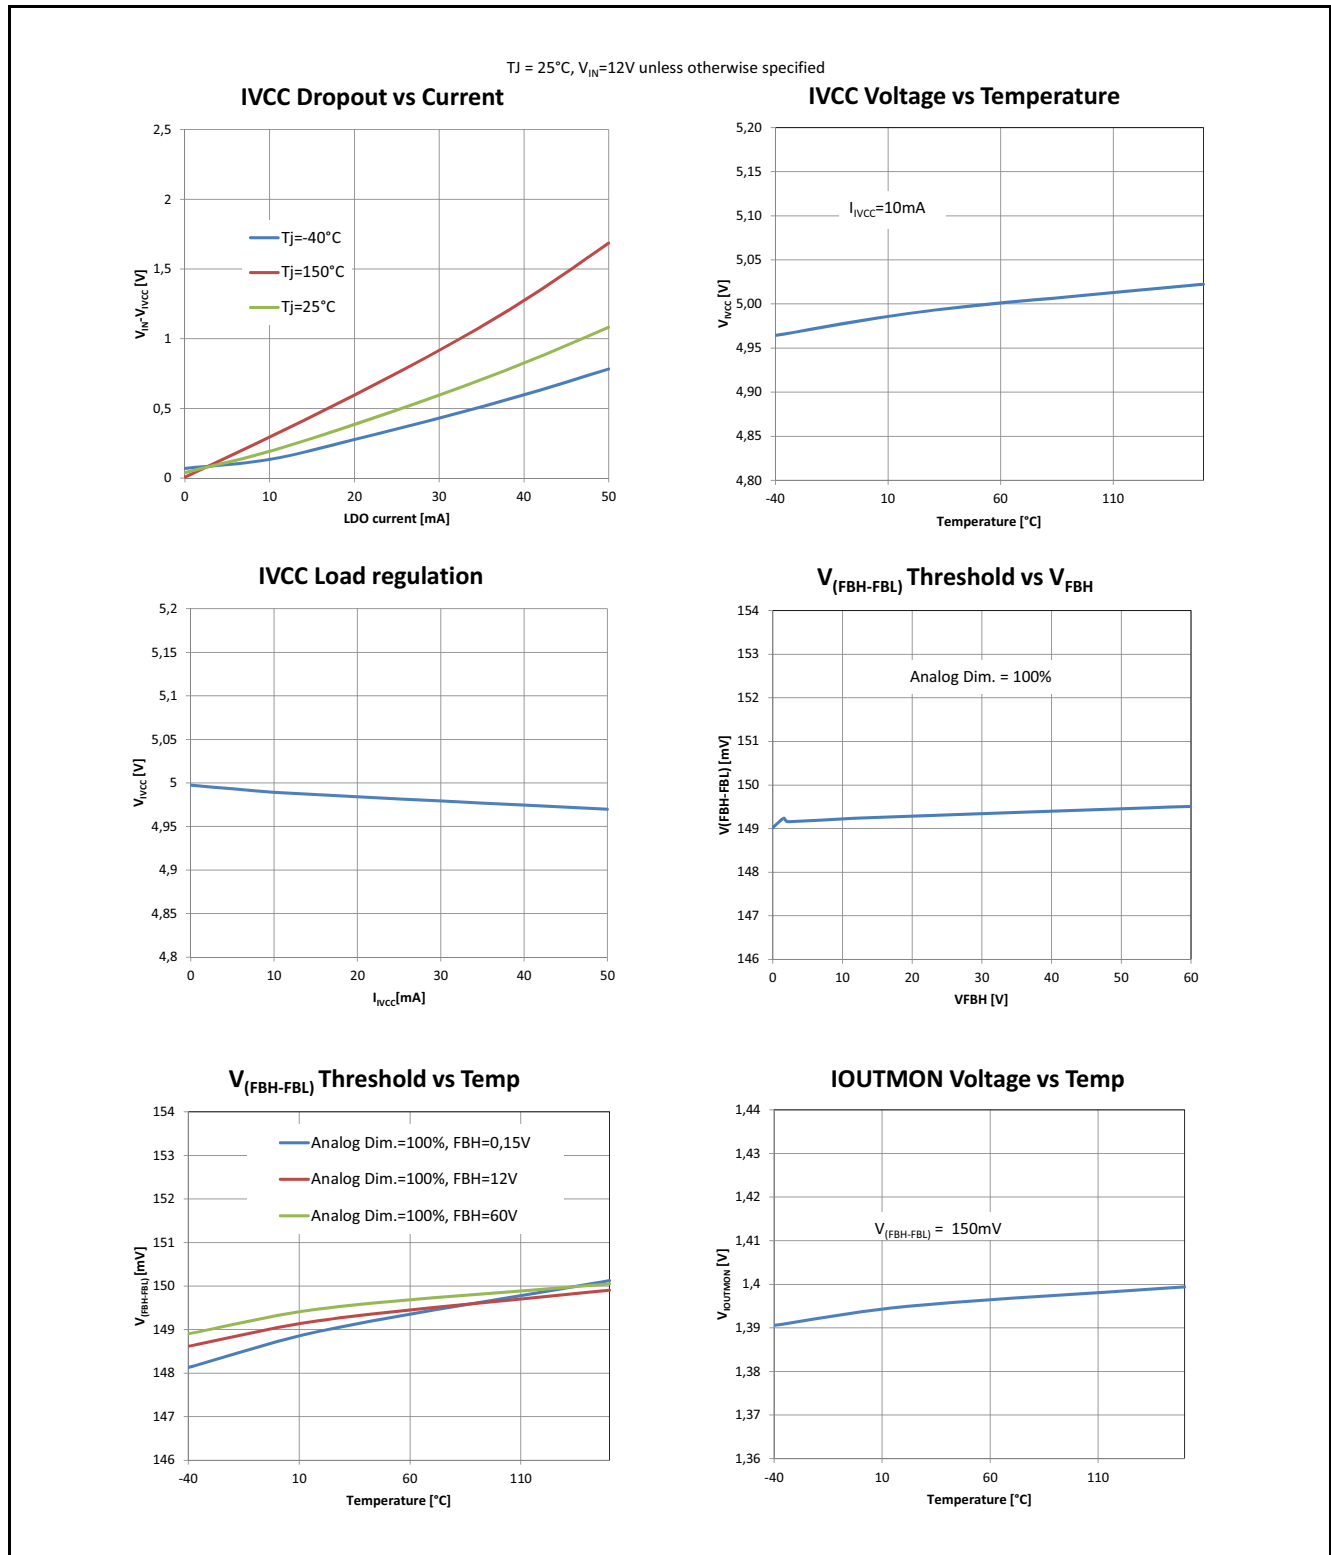 TJ = 25°C, VIN=12V unless otherwise specified
IVCC Dropout vs Current
2,5
2
1,5
1
0,5
0
VIN-VIVCC [V]
Tj=-40°C
Tj=150°C
Tj=25°C
0 10 20 30 40 50
LDO current [mA]
IVCC Voltage vs Temperature
5,20
5,15
5,10
5,05
5,00
4,95
4,90
4,85
4,80
VIVCC [V]
IIVCC=10mA
-40 10 60 110
Temperature [°C]
IVCC Load regulation
5,2
5,15
5,1
5,05
5
4,95
4,9
4,85
4,8
VIVCC [V]
0 10 20 30 40 50
IIVCC[mA]
V(FBH-FBL) Threshold vs VFBH
154
153
152
151
150
149
148
147
146
V(FBH-FBL) [mV]
Analog Dim. = 100%
0 10 20 30 40 50 60
VFBH [V]
V(FBH-FBL) Threshold vs Temp
154
153
152
151
150
149
148
147
146
V(FBH-FBL) [mV]
Analog Dim.=100%, FBH=0,15V
Analog Dim.=100%, FBH=12V
Analog Dim.=100%, FBH=60V
-40 10 60 110
Temperature [°C]
IOUTMON Voltage vs Temp
1,44
1,43
1,42
1,41
1,4
1,39
1,38
1,37
1,36
VIOUTMON [V]
V(FBH-FBL) = 150mV
-40 10 60 110
Temperature [°C]